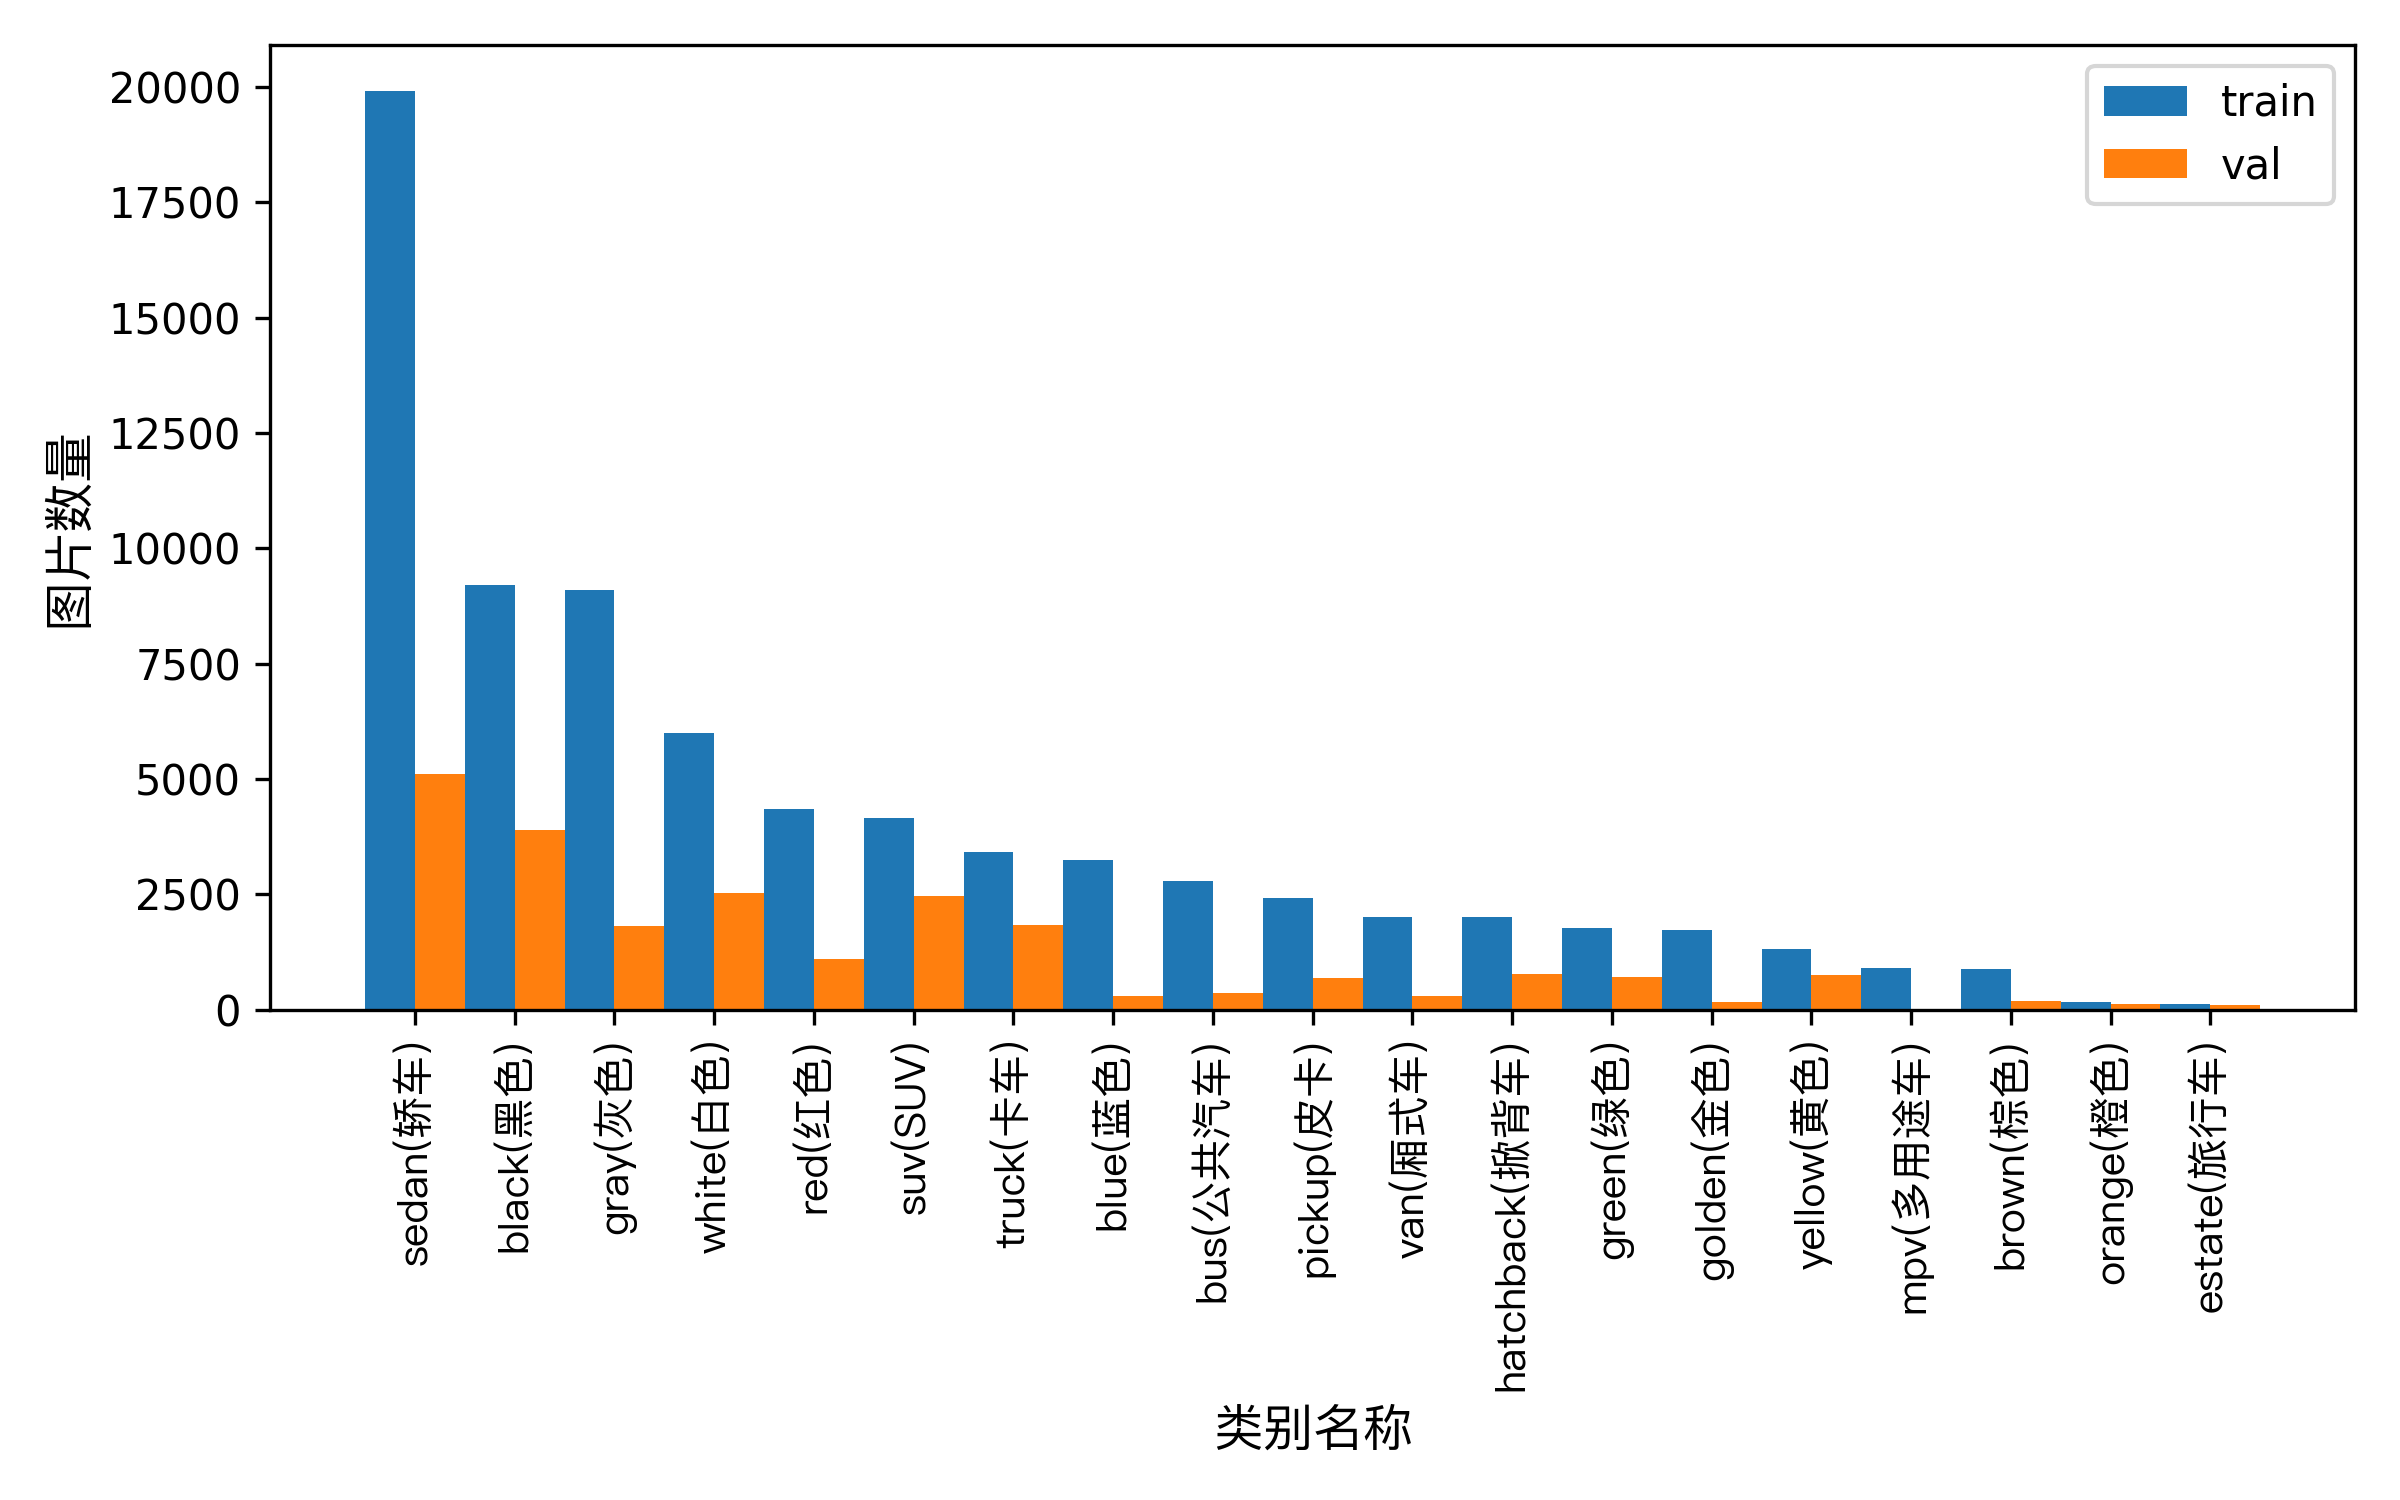 20000
17500
15000
12500
10000
7500
5000
2500
0
图片数量
train
val
sedan(轿车)
black(黑色)
gray(灰色)
white(白色)
red(红色)
suv(SUV)
truck(卡车)
blue(蓝色)
bus(公共汽车)
pickup(皮卡)
van(厢式车)
hatchback(掀背车)
green(绿色)
golden(金色)
yellow(黄色)
mpv(多用途车)
brown(棕色)
orange(橙色)
estate(旅行车)
类别名称